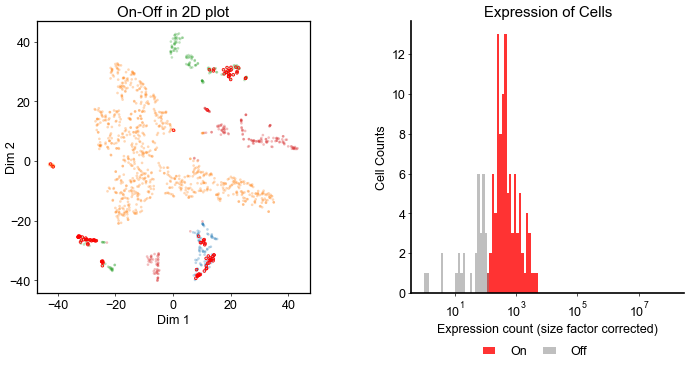 On-Off in 2D plot
40
20
0
−20
−40
Dim 2
−40 −20 0 20 40
Dim 1
Expression of Cells
12
10
8
6
4
2
0
Cell Counts
10^1 10^3 10^5 10^7
Expression count (size factor corrected)
On Off